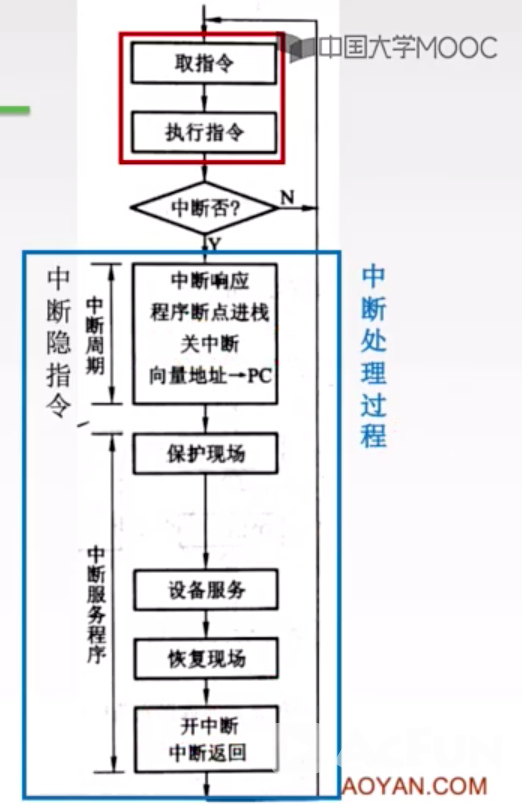 中国大学MOOC
取指令
执行指令
中断否?
N
Y
中断隐指令
中断周期
中断响应
程序断点进栈
关中断
向量地址→PC
中断处理过程
保护现场
中断服务程序
设备服务
恢复现场
开中断
中断返回
AcFUN
AOYAN.COM